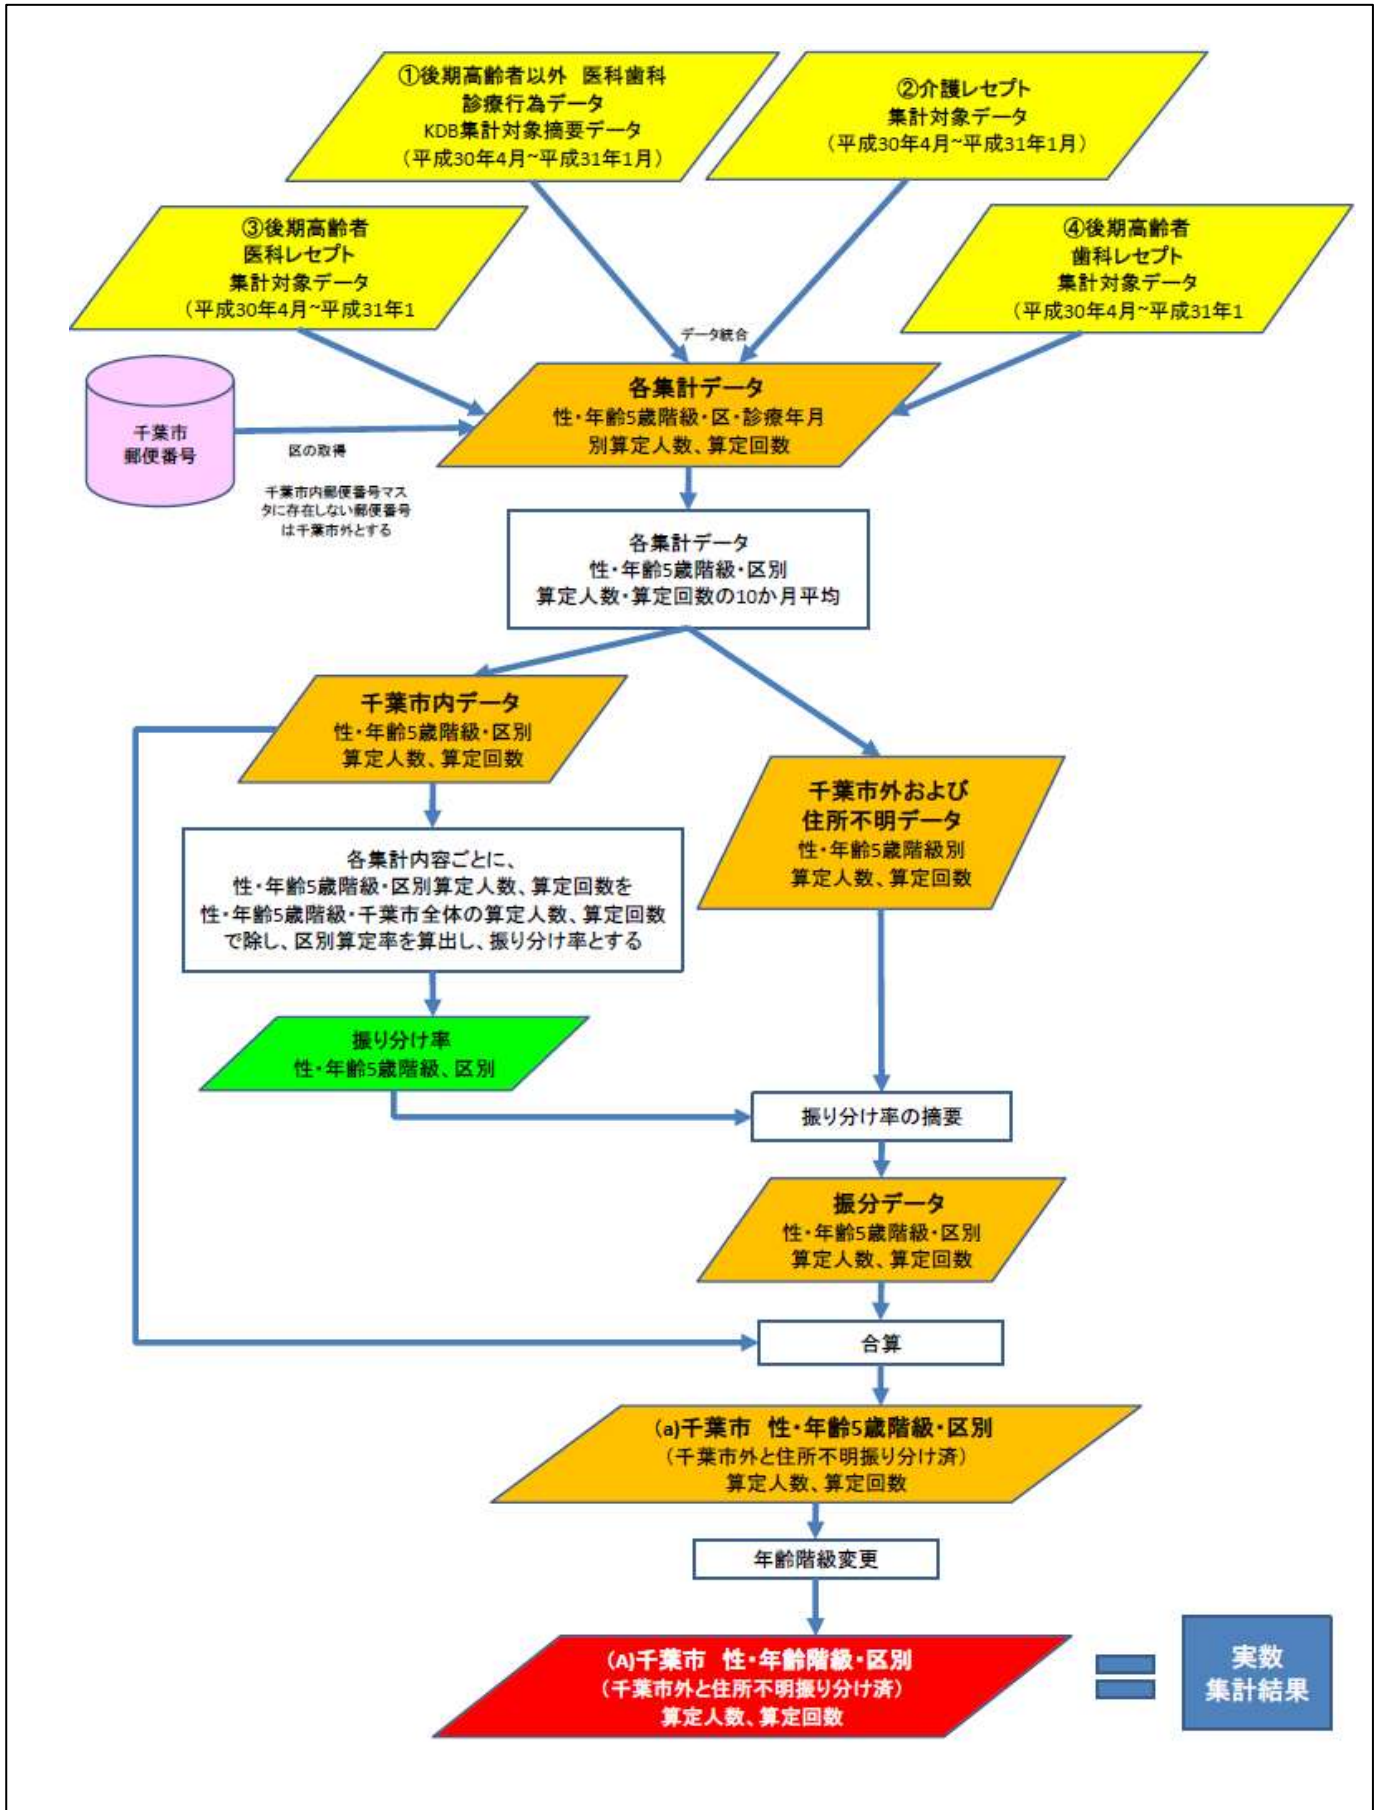 ①後期高齢者以外　医科歯科
診療行為データ
KDB集計対象摘要データ
（平成30年4月~平成31年1月）
②介護レセプト
集計対象データ
（平成30年4月~平成31年1月）
③後期高齢者
医科レセプト
集計対象データ
（平成30年4月~平成31年1
④後期高齢者
歯科レセプト
集計対象データ
（平成30年4月~平成31年1
データ統合
千葉市
郵便番号
区の取得
千葉市内郵便番号マス
タに存在しない郵便番号
は千葉市外とする
各集計データ
性・年齢5歳階級・区・診療年月
別算定人数、算定回数
各集計データ
性・年齢5歳階級・区別
算定人数・算定回数の10か月平均
千葉市内データ
性・年齢5歳階級・区別
算定人数、算定回数
千葉市外および
住所不明データ
性・年齢5歳階級別
算定人数、算定回数
各集計内容ごとに、
性・年齢5歳階級・区別算定人数、算定回数を
性・年齢5歳階級・千葉市全体の算定人数、算定回数
で除し、区別算定率を算出し、振り分け率とする
振り分け率
性・年齢5歳階級、区別
振り分け率の摘要
振分データ
性・年齢5歳階級・区別
算定人数、算定回数
合算
(a)千葉市　性・年齢5歳階級・区別
（千葉市外と住所不明振り分け済）
算定人数、算定回数
年齢階級変更
(A)千葉市　性・年齢階級・区別
（千葉市外と住所不明振り分け済）
算定人数、算定回数
実数
集計結果